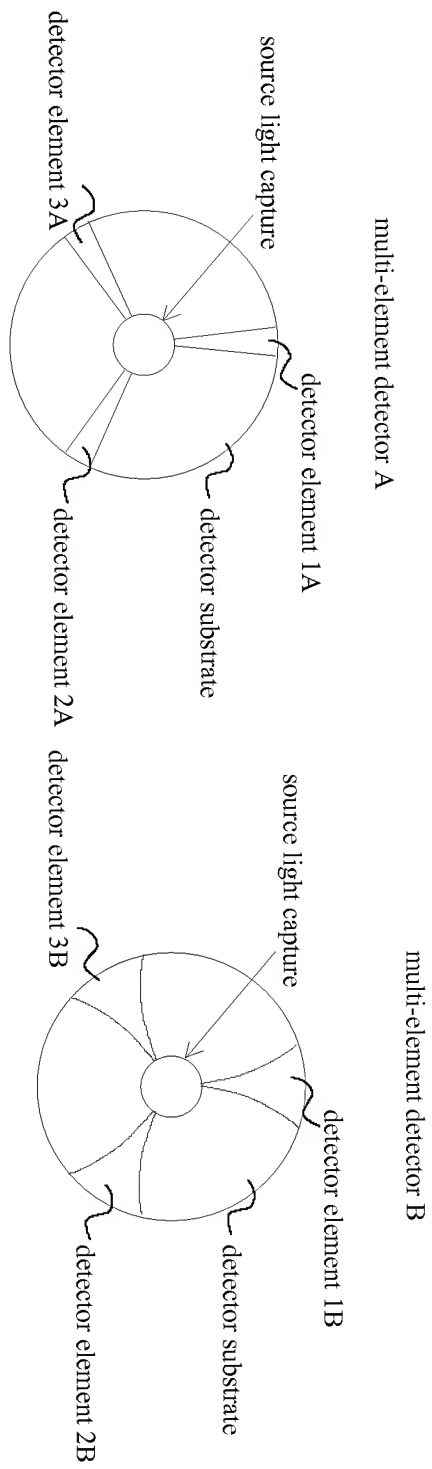 multi-element detector A
source light capture
detector element 1A
detector substrate
detector element 2A
detector element 3A
multi-element detector B
source light capture
detector element 1B
detector substrate
detector element 2B
detector element 3B